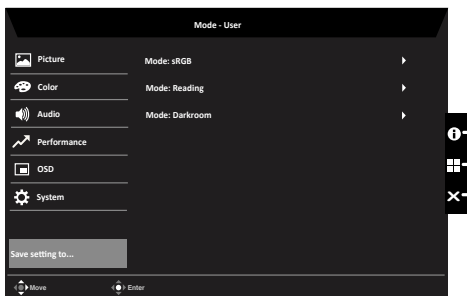 Mode - User
Picture
Color
Audio
Performance
OSD
System
Save setting to...
Mode: sRGB
Mode: Reading
Mode: Darkroom
Move
Enter